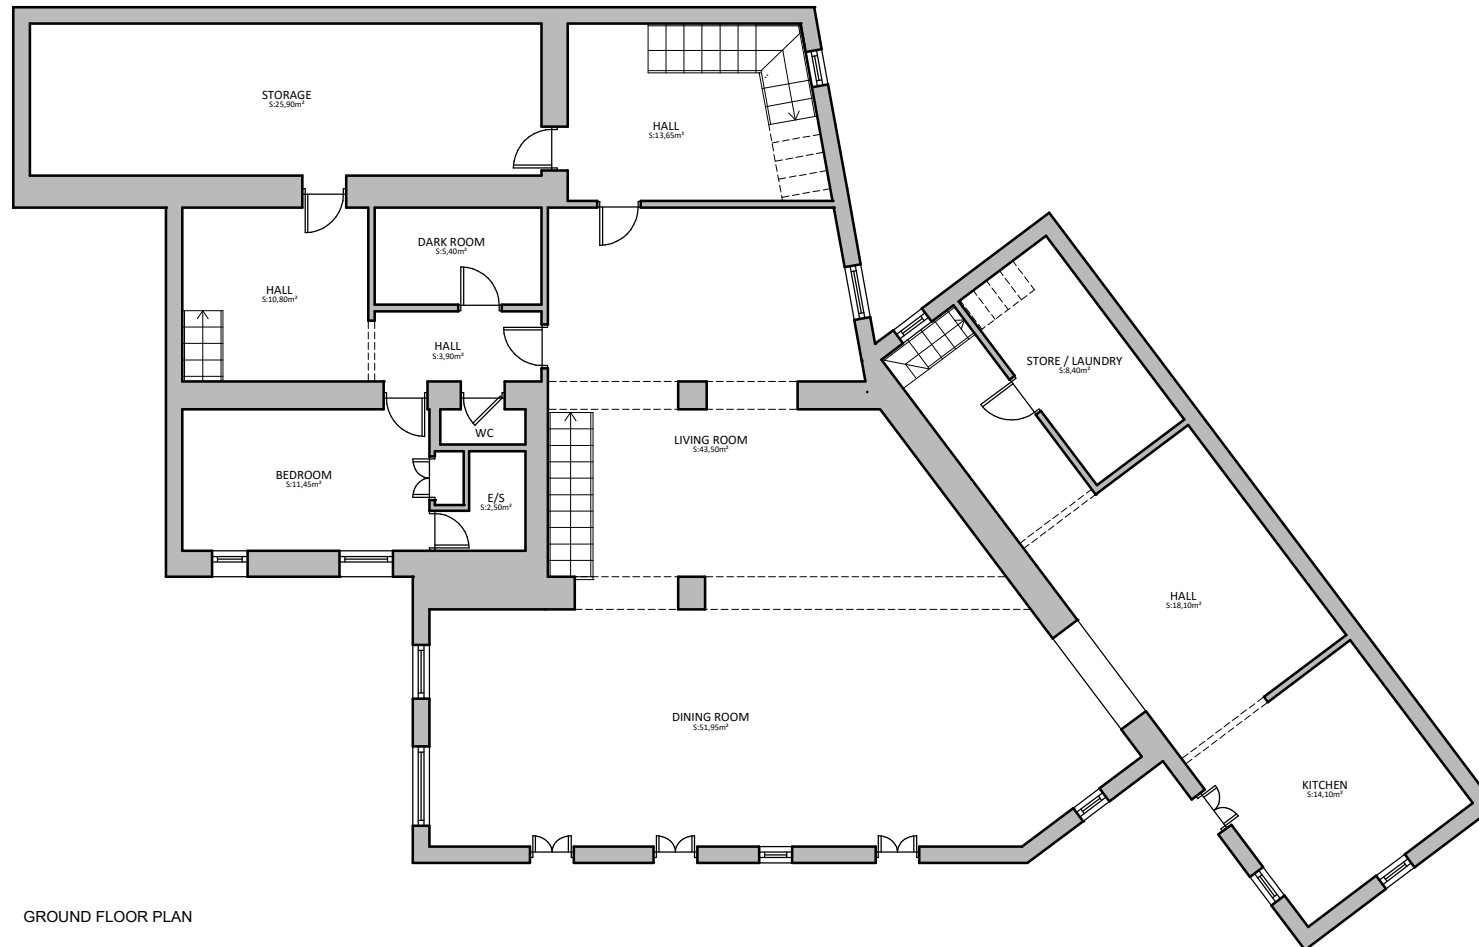 STORAGE
S:25,90m²
HALL
S:13,65m²
DARK ROOM
S:5,40m²
HALL
S:10,80m²
HALL
S:3,90m²
STORE / LAUNDRY
S:8,40m²
WC
LIVING ROOM
S:43,50m²
BEDROOM
S:11,45m²
E/S
S:2,50m²
HALL
S:18,10m²
DINING ROOM
S:51,95m²
KITCHEN
S:14,10m²
GROUND FLOOR PLAN